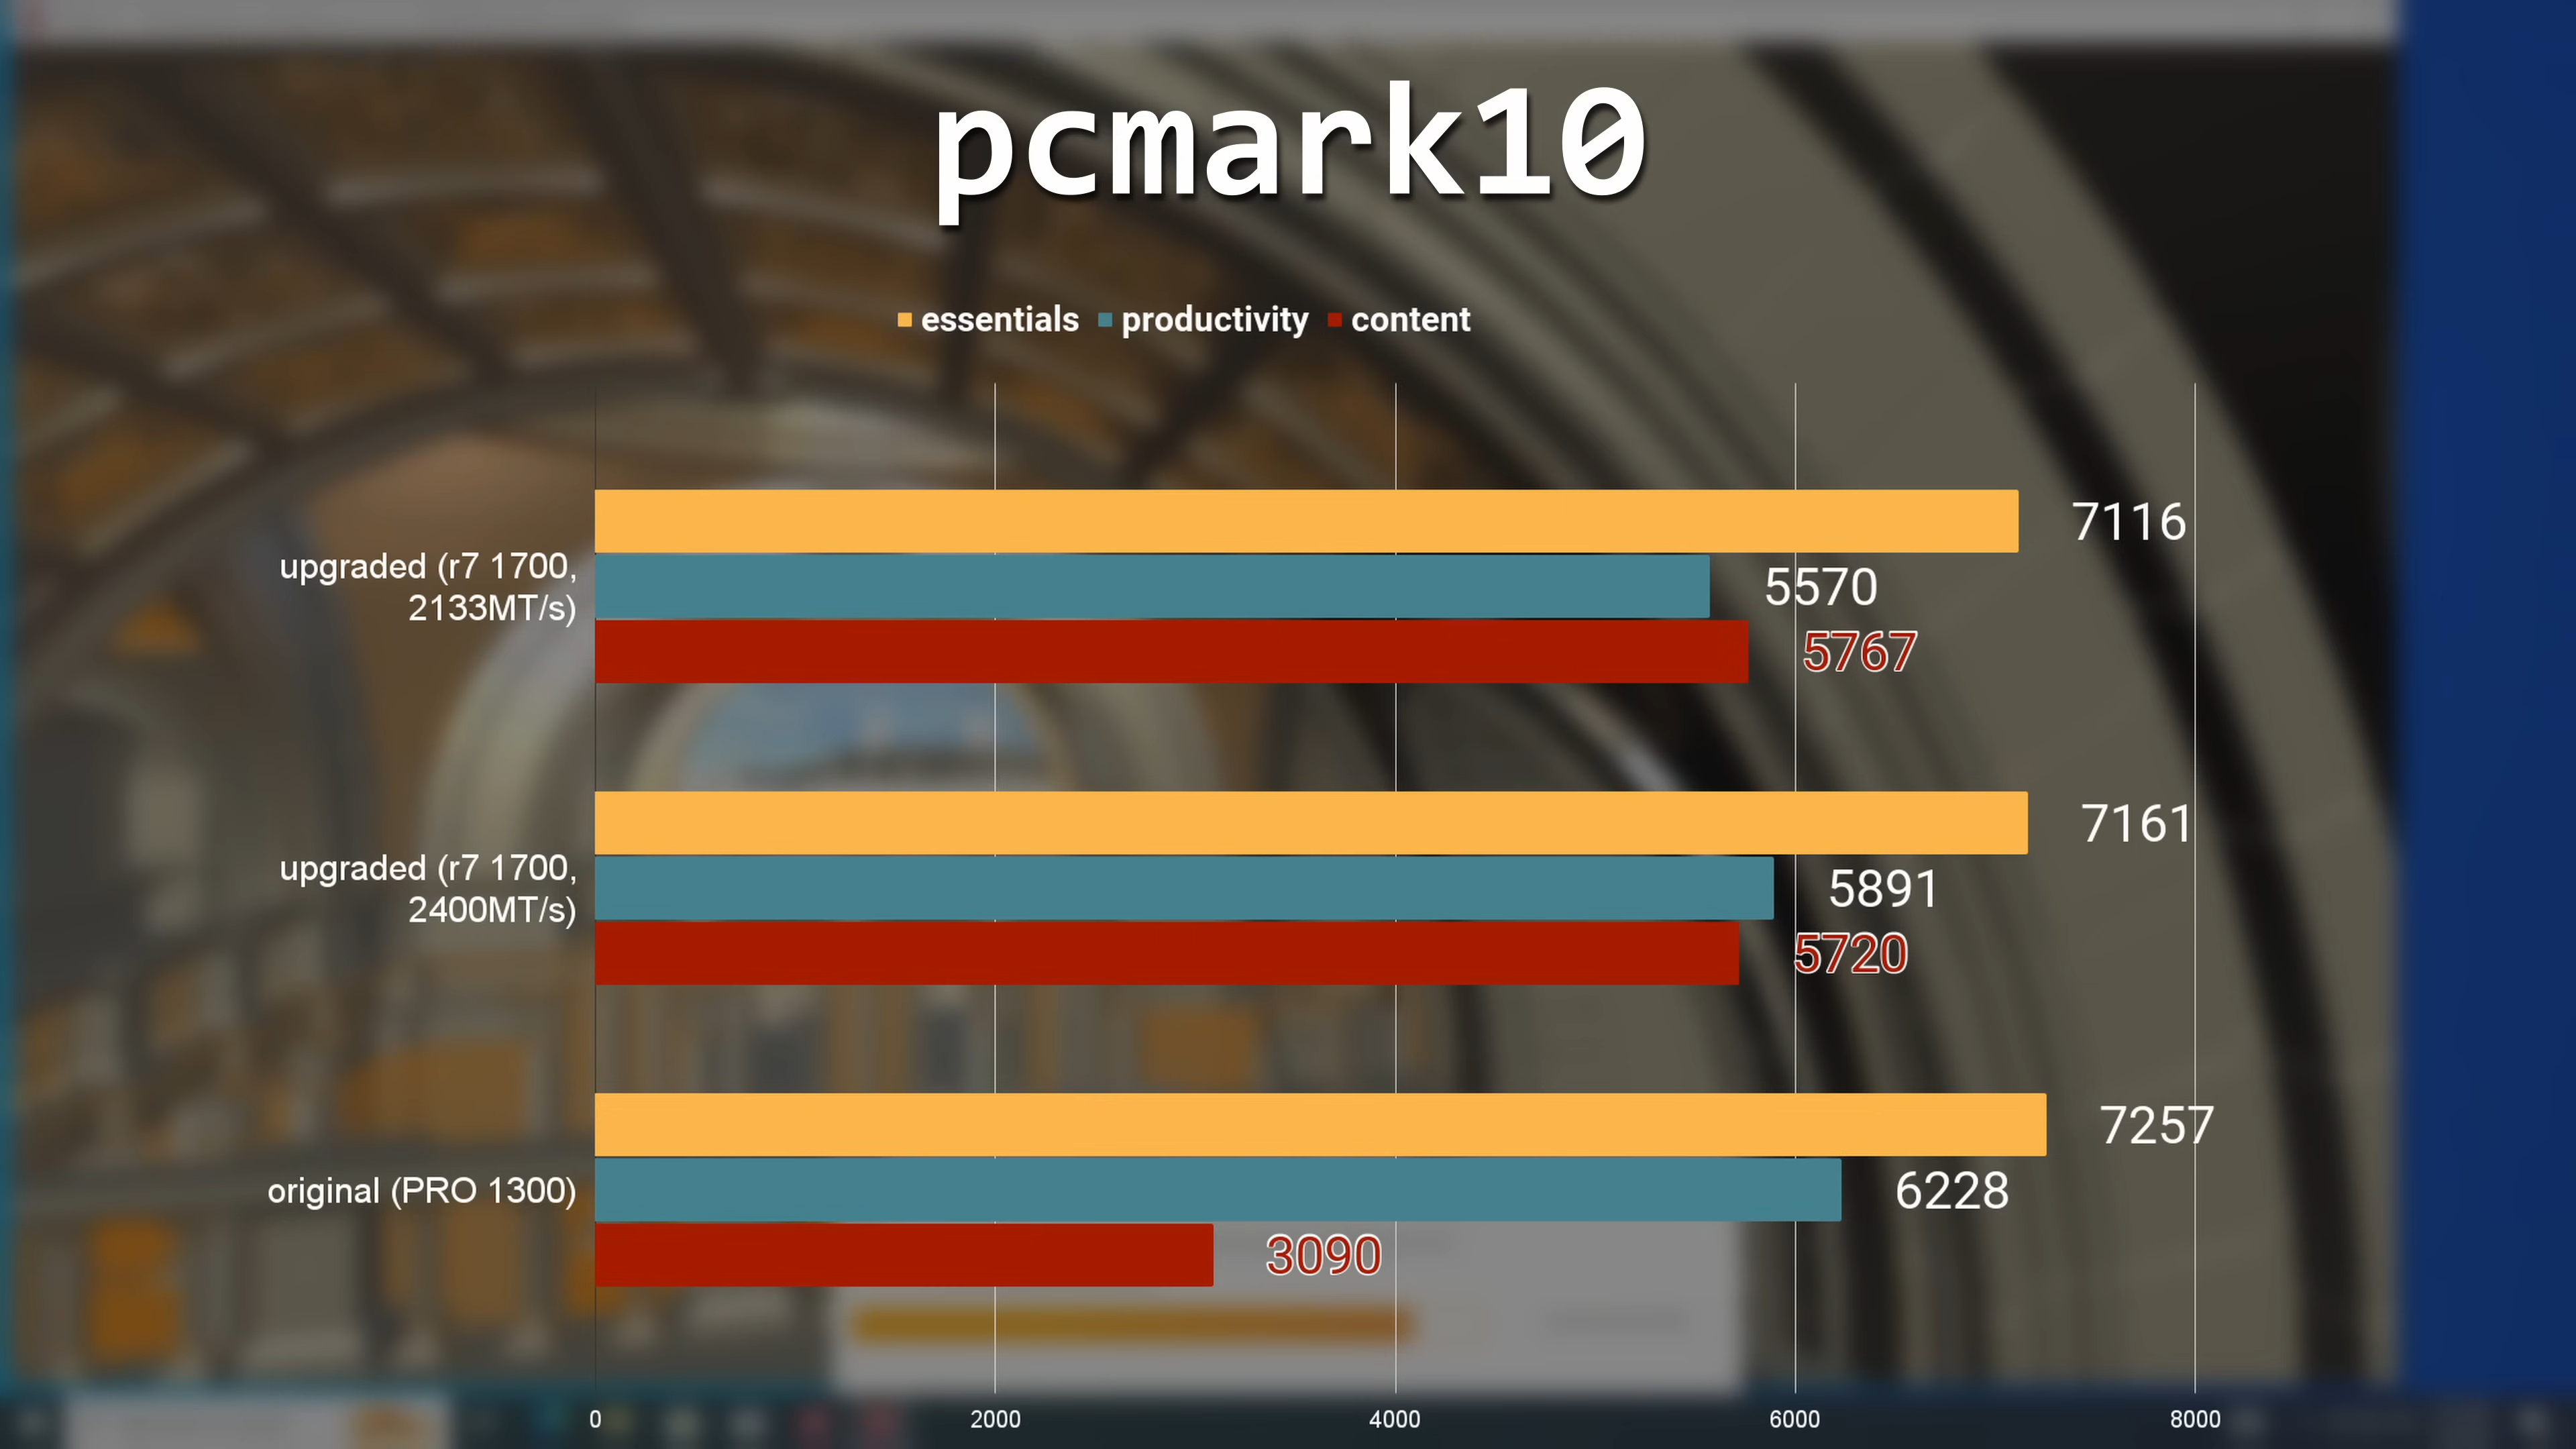 pcmark10
essentials productivity content
7116
upgraded (r7 1700,
2133MT/s)
5570
5767
7161
upgraded (r7 1700,
2400MT/s)
5891
5720
7257
original (PRO 1300)
6228
3090
0 2000 4000 6000 8000